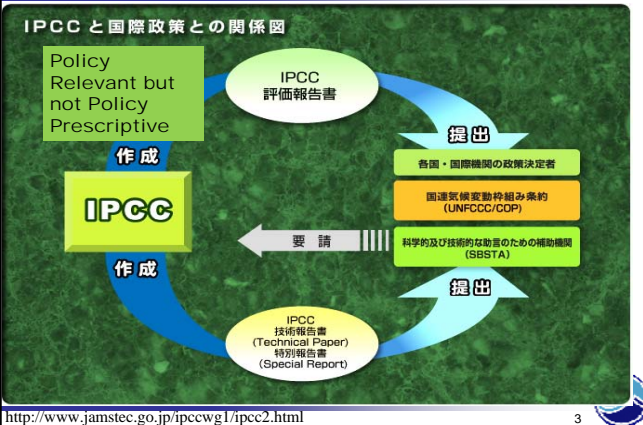 IPCCと国際政策との関係図
Policy
Relevant but
not Policy
Prescriptive
IPCC
評価報告書
作成
提出
各国・国際機関の政策決定者
IPCC
国連気候変動枠組み条約
(UNFCCC/COP)
要請
科学的及び技術的な助言のための補助機関
(SBSTA)
作成
提出
IPCC
技術報告書
(Technical Paper)
特別報告書
(Special Report)
http://www.jamstec.go.jp/ipccwg1/ipcc2.html
3